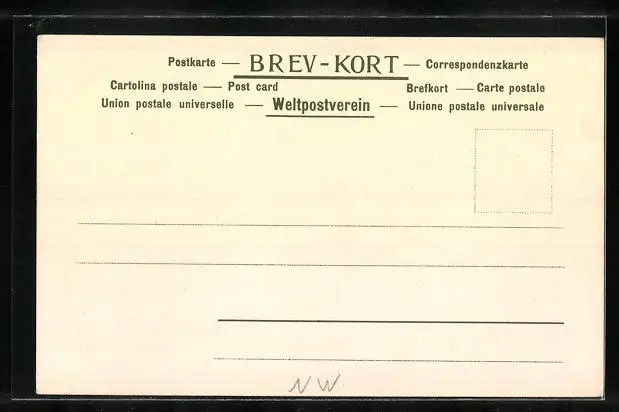 Postkarte — BREV-KORT — Correspondenzkarte
Cartolina postale — Post card Brefkort — Carte postale
Union postale universelle — Weltpostverein — Unione postale universale
NW